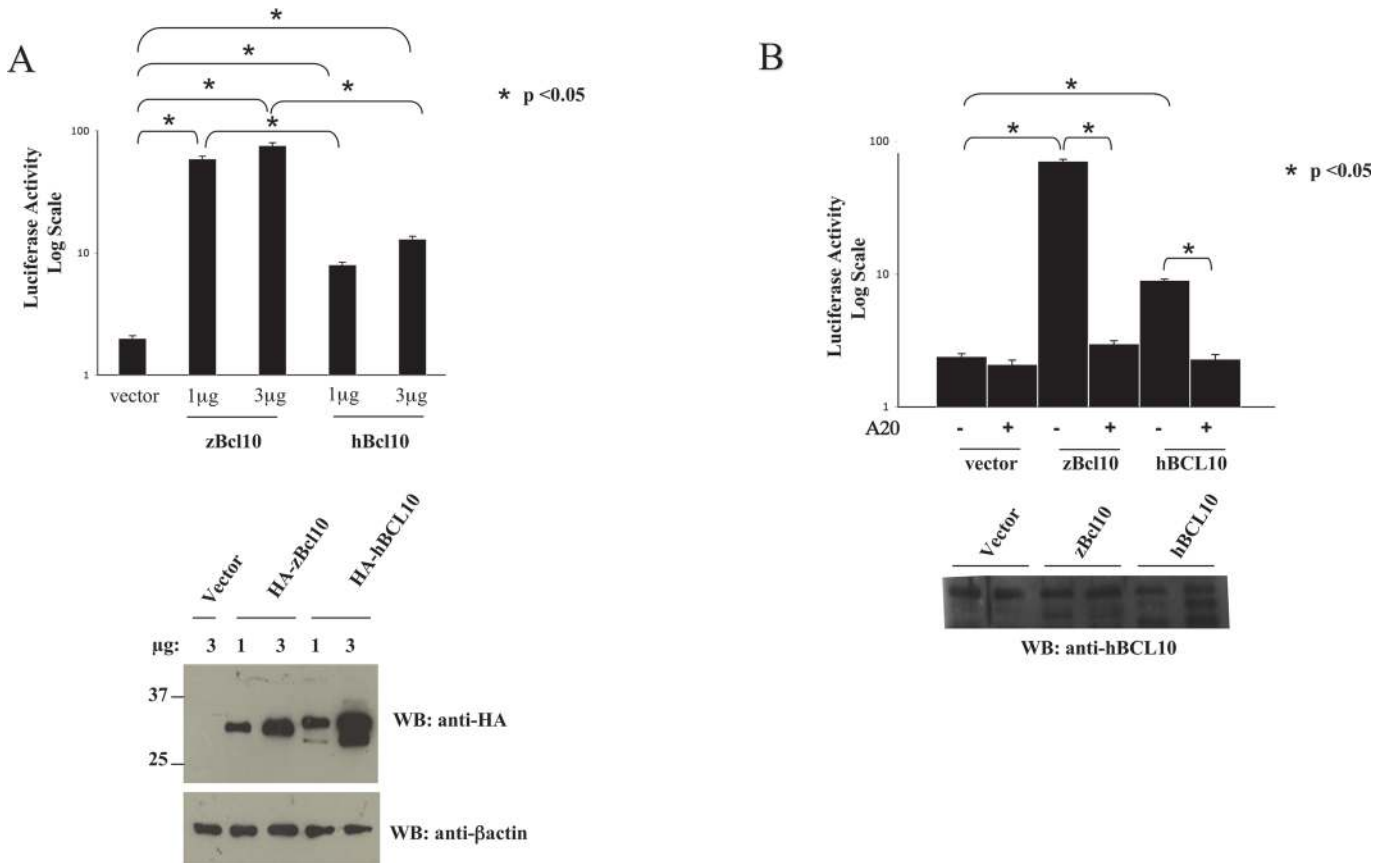 A
*
*
*
*
*
*
* p <0.05
100
10
1
Luciferase Activity
Log Scale
vector
1µg
3µg
1µg
3µg
zBcl10
hBcl10
Vector
HA-zBcl10
HA-hBCL10
µg:
3
1
3
1
3
37
25
WB: anti-HA
WB: anti-βactin
B
*
*
*
*
* p <0.05
100
10
1
Luciferase Activity
Log Scale
A20
-
+
-
+
-
+
vector
zBcl10
hBCL10
Vector
zBcl10
hBCL10
WB: anti-hBCL10